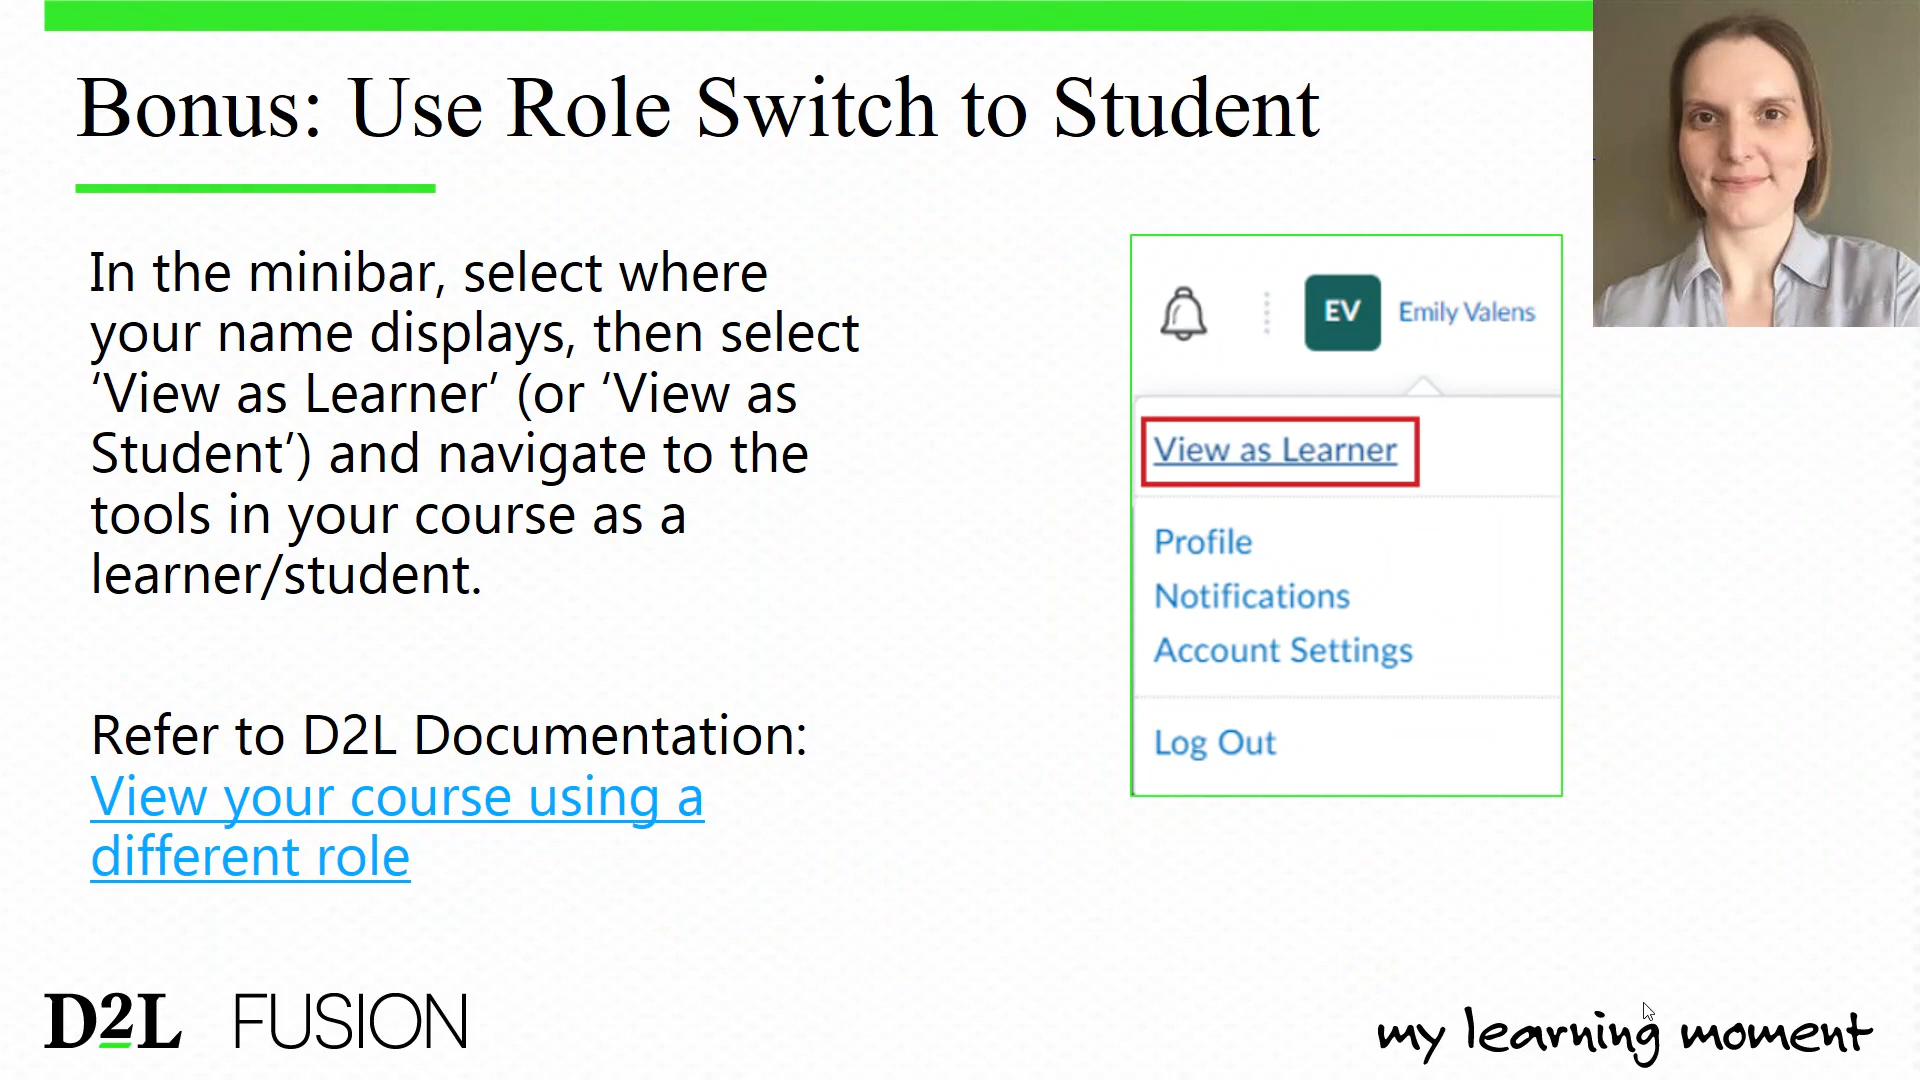 Bonus: Use Role Switch to Student
In the minibar, select where
your name displays, then select
‘View as Learner’ (or ‘View as
Student’) and navigate to the
tools in your course as a
learner/student.
Refer to D2L Documentation:
View your course using a
different role
EV Emily Valens
View as Learner
Profile
Notifications
Account Settings
Log Out
D2L FUSION
my learning moment